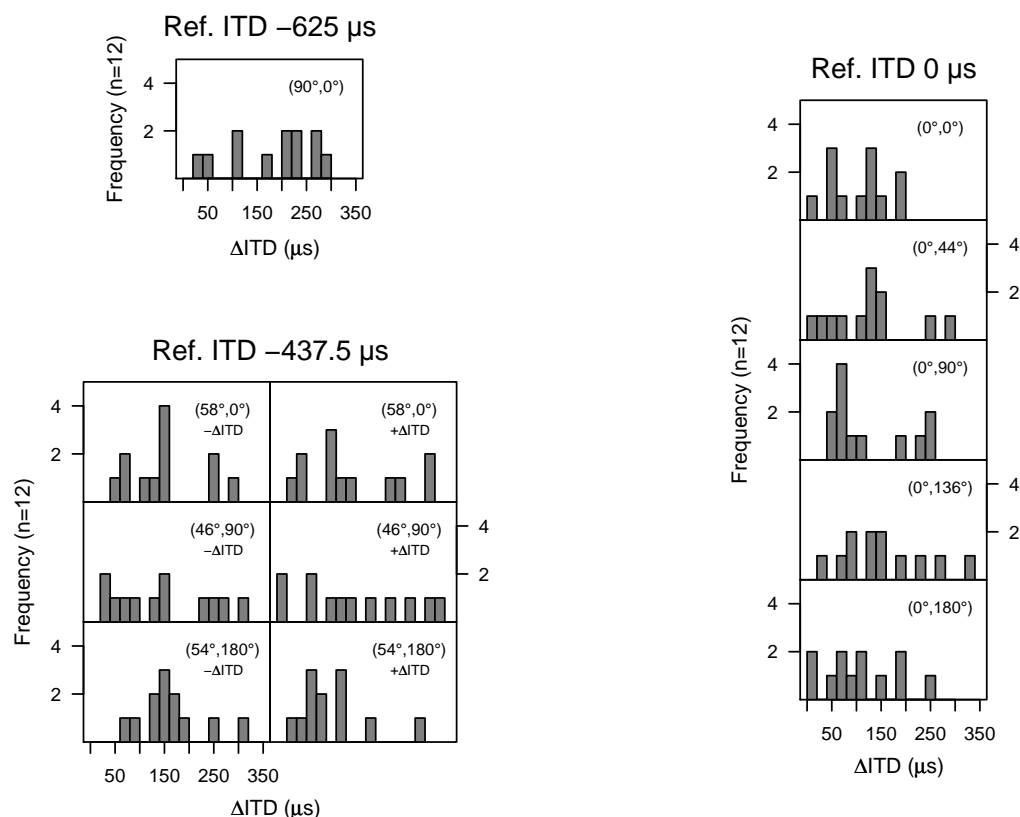 Ref. ITD −625 µs
Frequency (n=12)
4
2
(90°,0°)
50 150 250 350
ΔITD (µs)
Ref. ITD −437.5 µs
Frequency (n=12)
4
2
(58°,0°)
−ΔITD
(58°,0°)
+ΔITD
(46°,90°)
−ΔITD
(46°,90°)
+ΔITD
4
2
4
2
(54°,180°)
−ΔITD
(54°,180°)
+ΔITD
50 150 250 350
ΔITD (µs)
Ref. ITD 0 µs
Frequency (n=12)
4
2
(0°,0°)
(0°,44°)
4
2
4
2
(0°,90°)
(0°,136°)
4
2
4
2
(0°,180°)
50 150 250 350
ΔITD (µs)